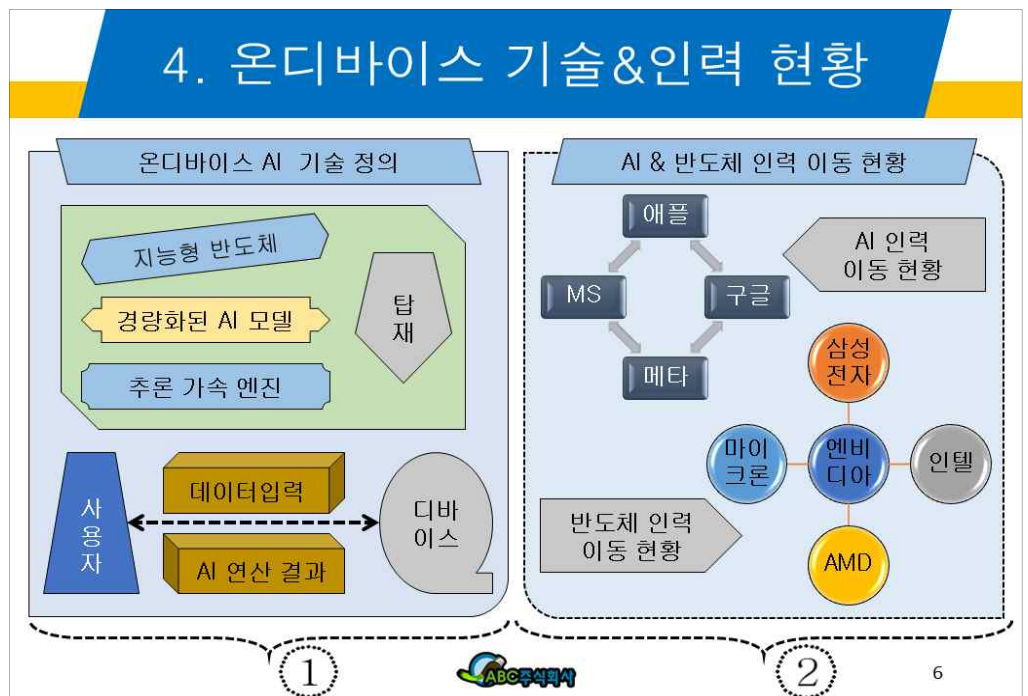 4. 온디바이스 기술&인력 현황
온디바이스 AI 기술 정의
지능형 반도체
경량화된 AI 모델
추론 가속 엔진
탑
재
사
용
자
데이터입력
AI 연산 결과
디바
이스
①
AI & 반도체 인력 이동 현황
애플
MS
구글
메타
AI 인력
이동 현황
삼성
전자
마이
크론
엔비
디아
인텔
AMD
반도체 인력
이동 현황
②
ABC주식회사
6